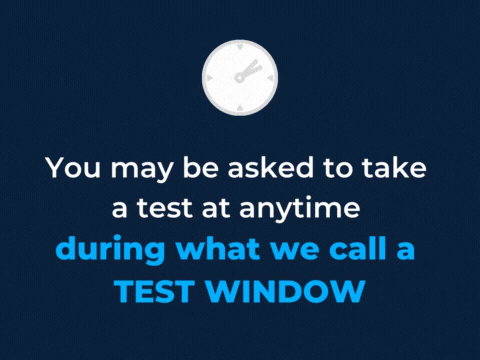 You may be asked to take
a test at anytime
during what we call a
TEST WINDOW